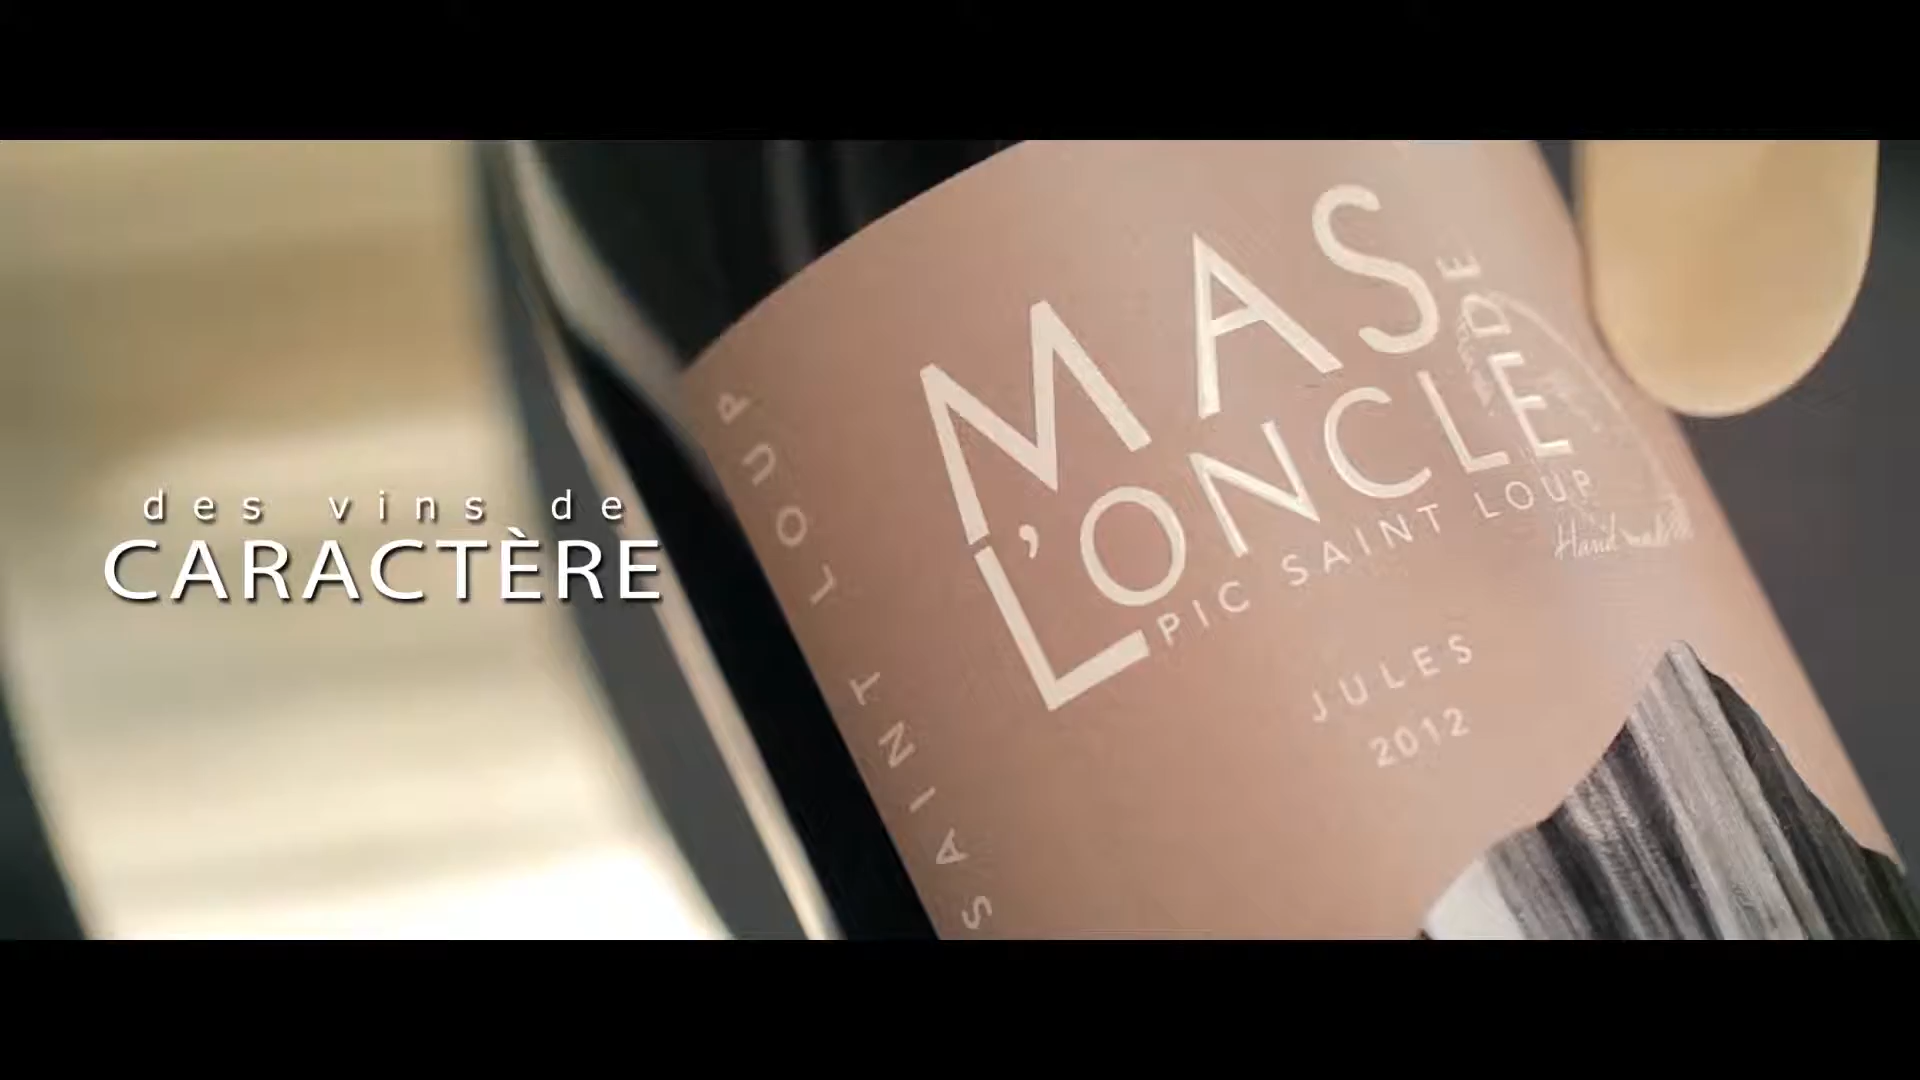 des vins de
CARACTÈRE
MAS DE
L'ONCLE
PIC SAINT LOUP
JULES
2012
SAINT LOUP